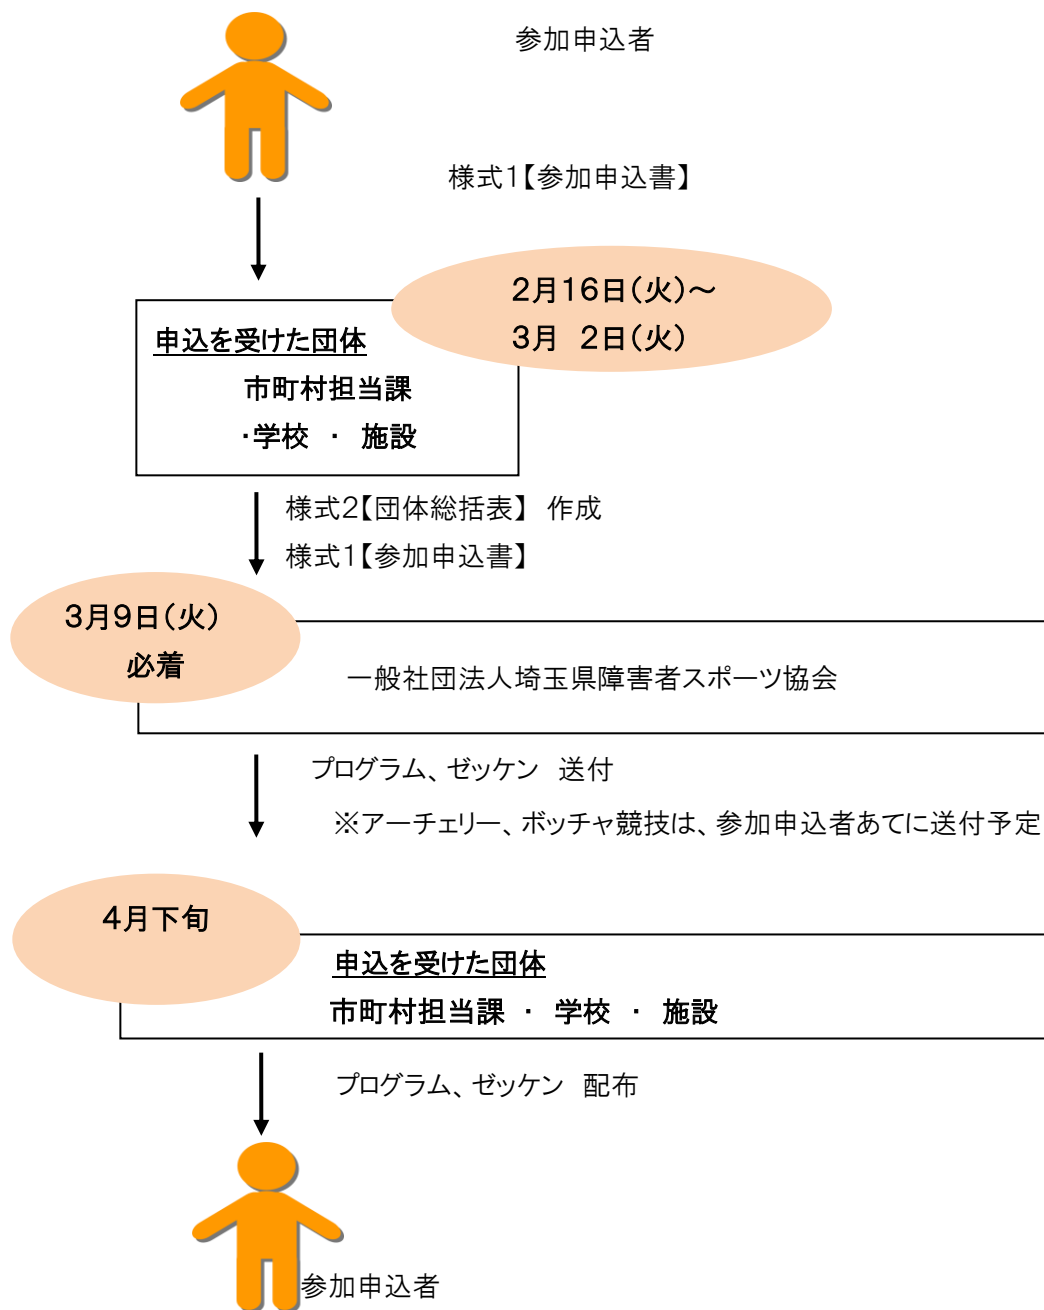 参加申込者
様式1【参加申込書】
2月16日(火)～
3月　2日(火)
申込を受けた団体
市町村担当課
・学校　・　施設
様式2【団体総括表】　作成
様式1【参加申込書】
3月9日(火)
必着
一般社団法人埼玉県障害者スポーツ協会
プログラム、ゼッケン　送付
※アーチェリー、ボッチャ競技は、参加申込者あてに送付予定
4月下旬
申込を受けた団体
市町村担当課　・　学校　・　施設
プログラム、ゼッケン　配布
参加申込者